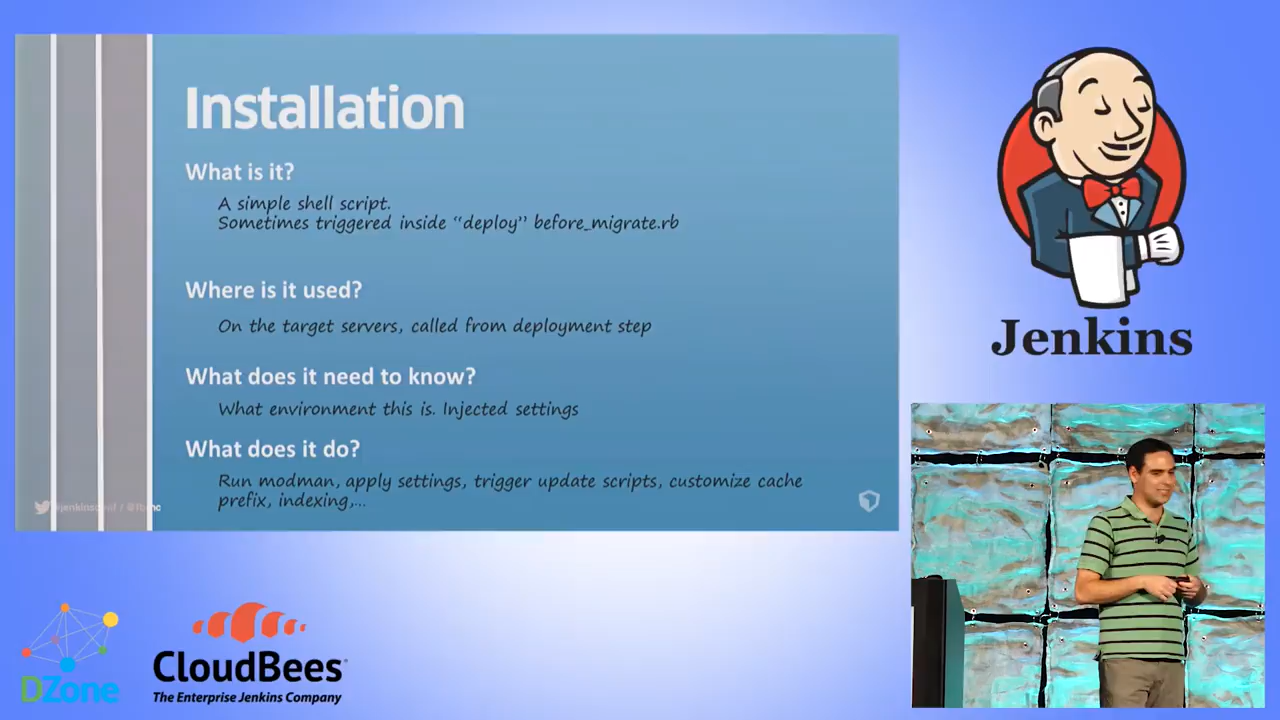 Installation
What is it?
A simple shell script.
Sometimes triggered inside “deploy” before_migrate.rb
Where is it used?
On the target servers, called from deployment step
What does it need to know?
What environment this is. Injected settings
What does it do?
Run modman, apply settings, trigger update scripts, customize cache
prefix, indexing,...
Jenkins
DZone
CloudBees
The Enterprise Jenkins Company